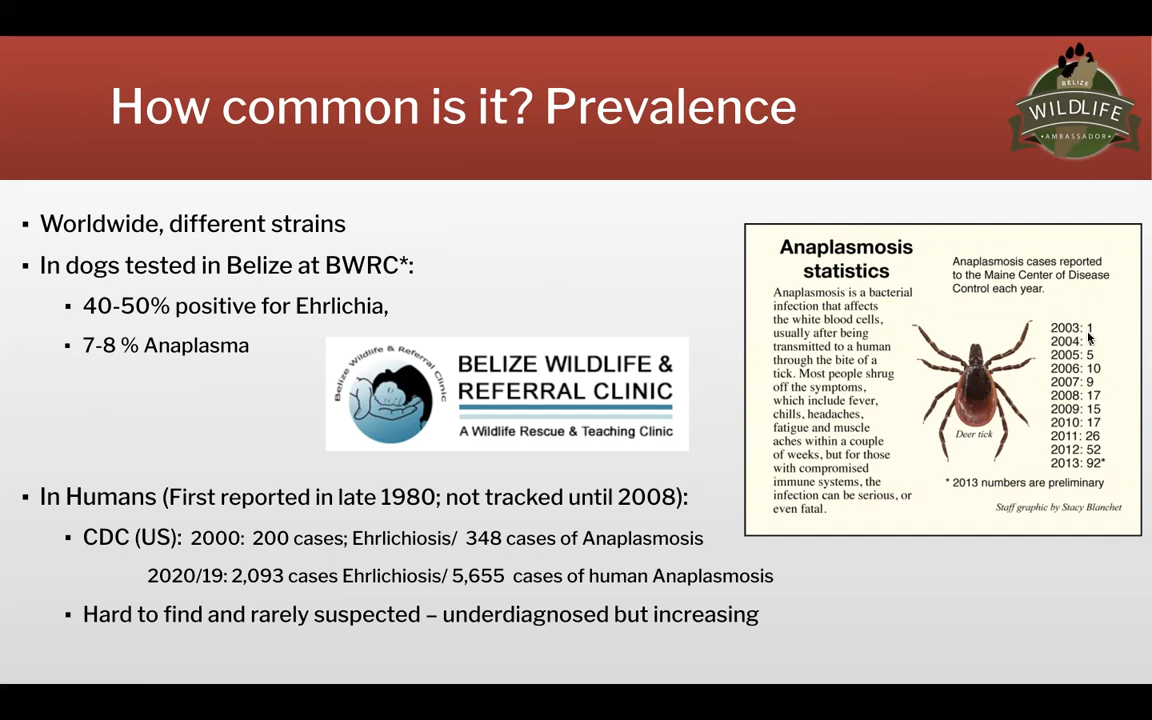 How common is it? Prevalence
BELIZE
WILDLIFE
• AMBASSADOR •
▪ Worldwide, different strains
▪ In dogs tested in Belize at BWRC*:
▪ 40-50% positive for Ehrlichia,
▪ 7-8 % Anaplasma
Belize Wildlife & Referral Clinic
BELIZE WILDLIFE &
REFERRAL CLINIC
A Wildlife Rescue & Teaching Clinic
▪ In Humans (First reported in late 1980; not tracked until 2008):
▪ CDC (US): 2000: 200 cases; Ehrlichiosis/ 348 cases of Anaplasmosis
2020/19: 2,093 cases Ehrlichiosis/ 5,655 cases of human Anaplasmosis
▪ Hard to find and rarely suspected – underdiagnosed but increasing
Anaplasmosis
statistics
Anaplasmosis is a bacterial
infection that affects
the white blood cells,
usually after being
transmitted to a human
through the bite of a
tick. Most people shrug
off the symptoms,
which include fever,
chills, headaches,
fatigue and muscle
aches within a couple
of weeks, but for those
with compromised
immune systems, the
infection can be serious, or
even fatal.
Anaplasmosis cases reported
to the Maine Center of Disease
Control each year.
2003: 1
2004:
2005: 5
2006: 10
2007: 9
2008: 17
2009: 15
2010: 17
2011: 26
2012: 52
2013: 92*
Deer tick
* 2013 numbers are preliminary
Staff graphic by Stacy Blanchet